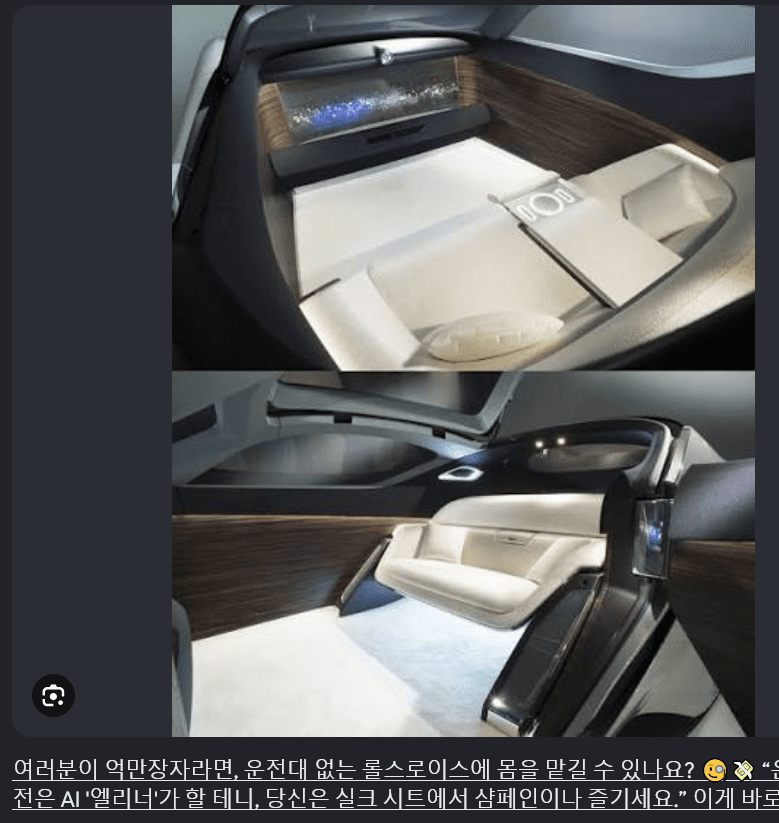 여러분이 억만장자라면, 운전대 없는 롤스로이스에 몸을 맡길 수 있나요? 🧐 💸 “운
전은 AI '엘리너'가 할 테니, 당신은 실크 시트에서 샴페인이나 즐기세요.” 이게 바로